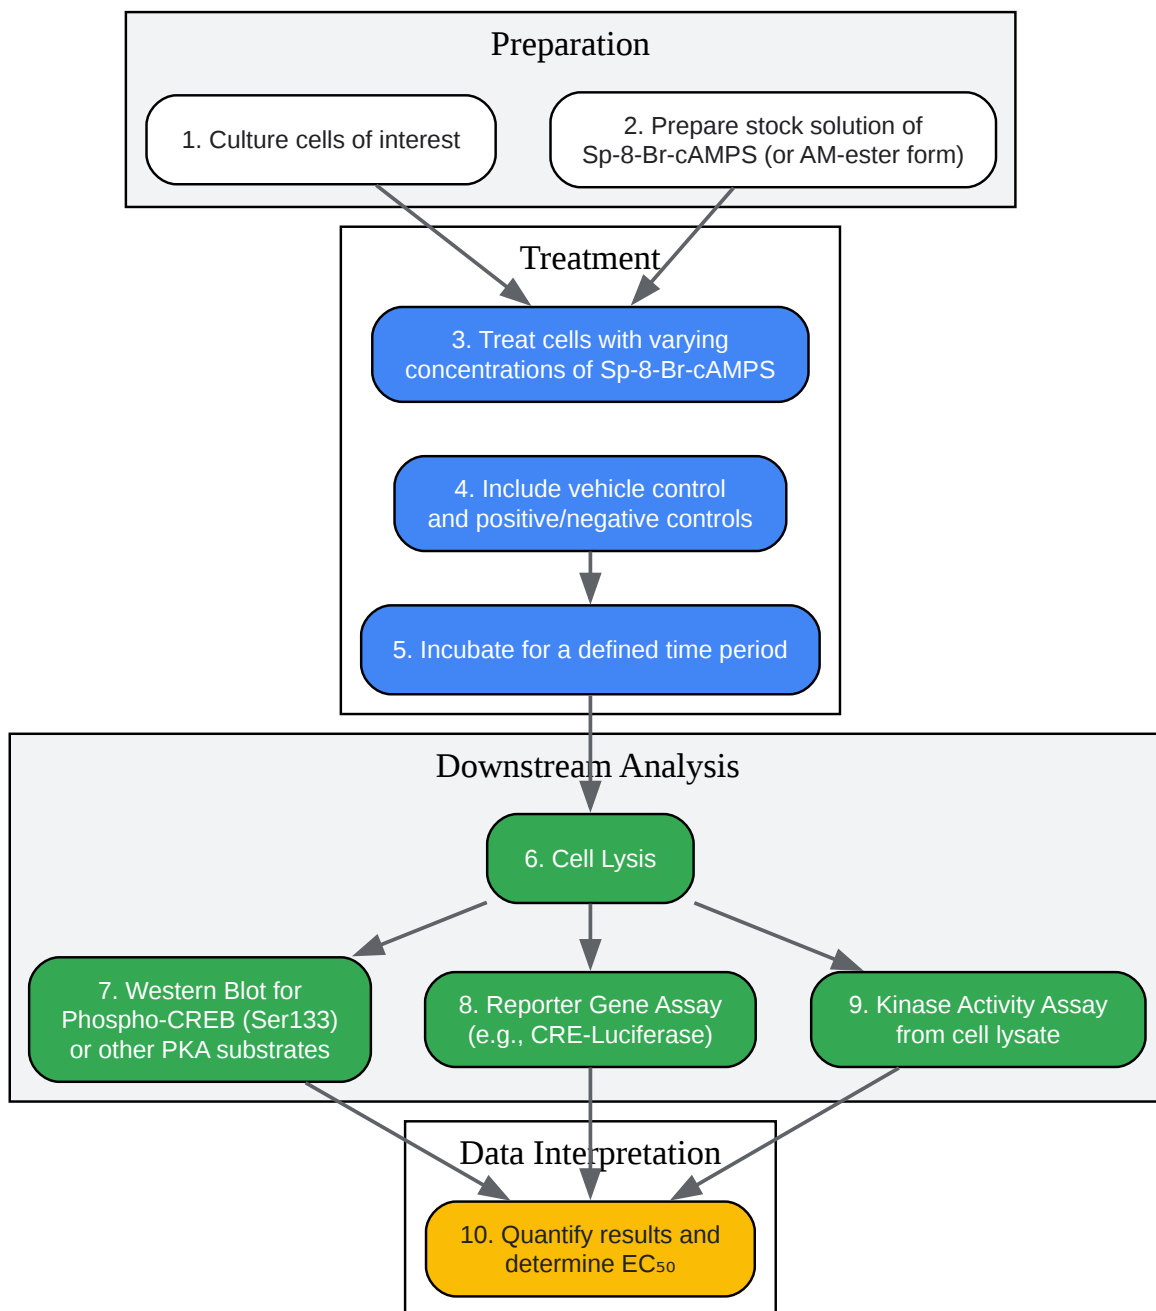 Preparation
1. Culture cells of interest
2. Prepare stock solution of
Sp-8-Br-cAMPS (or AM-ester form)
Treatment
3. Treat cells with varying
concentrations of Sp-8-Br-cAMPS
4. Include vehicle control
and positive/negative controls
5. Incubate for a defined time period
Downstream Analysis
6. Cell Lysis
7. Western Blot for
Phospho-CREB (Ser133)
or other PKA substrates
8. Reporter Gene Assay
(e.g., CRE-Luciferase)
9. Kinase Activity Assay
from cell lysate
Data Interpretation
10. Quantify results and
determine EC₅₀